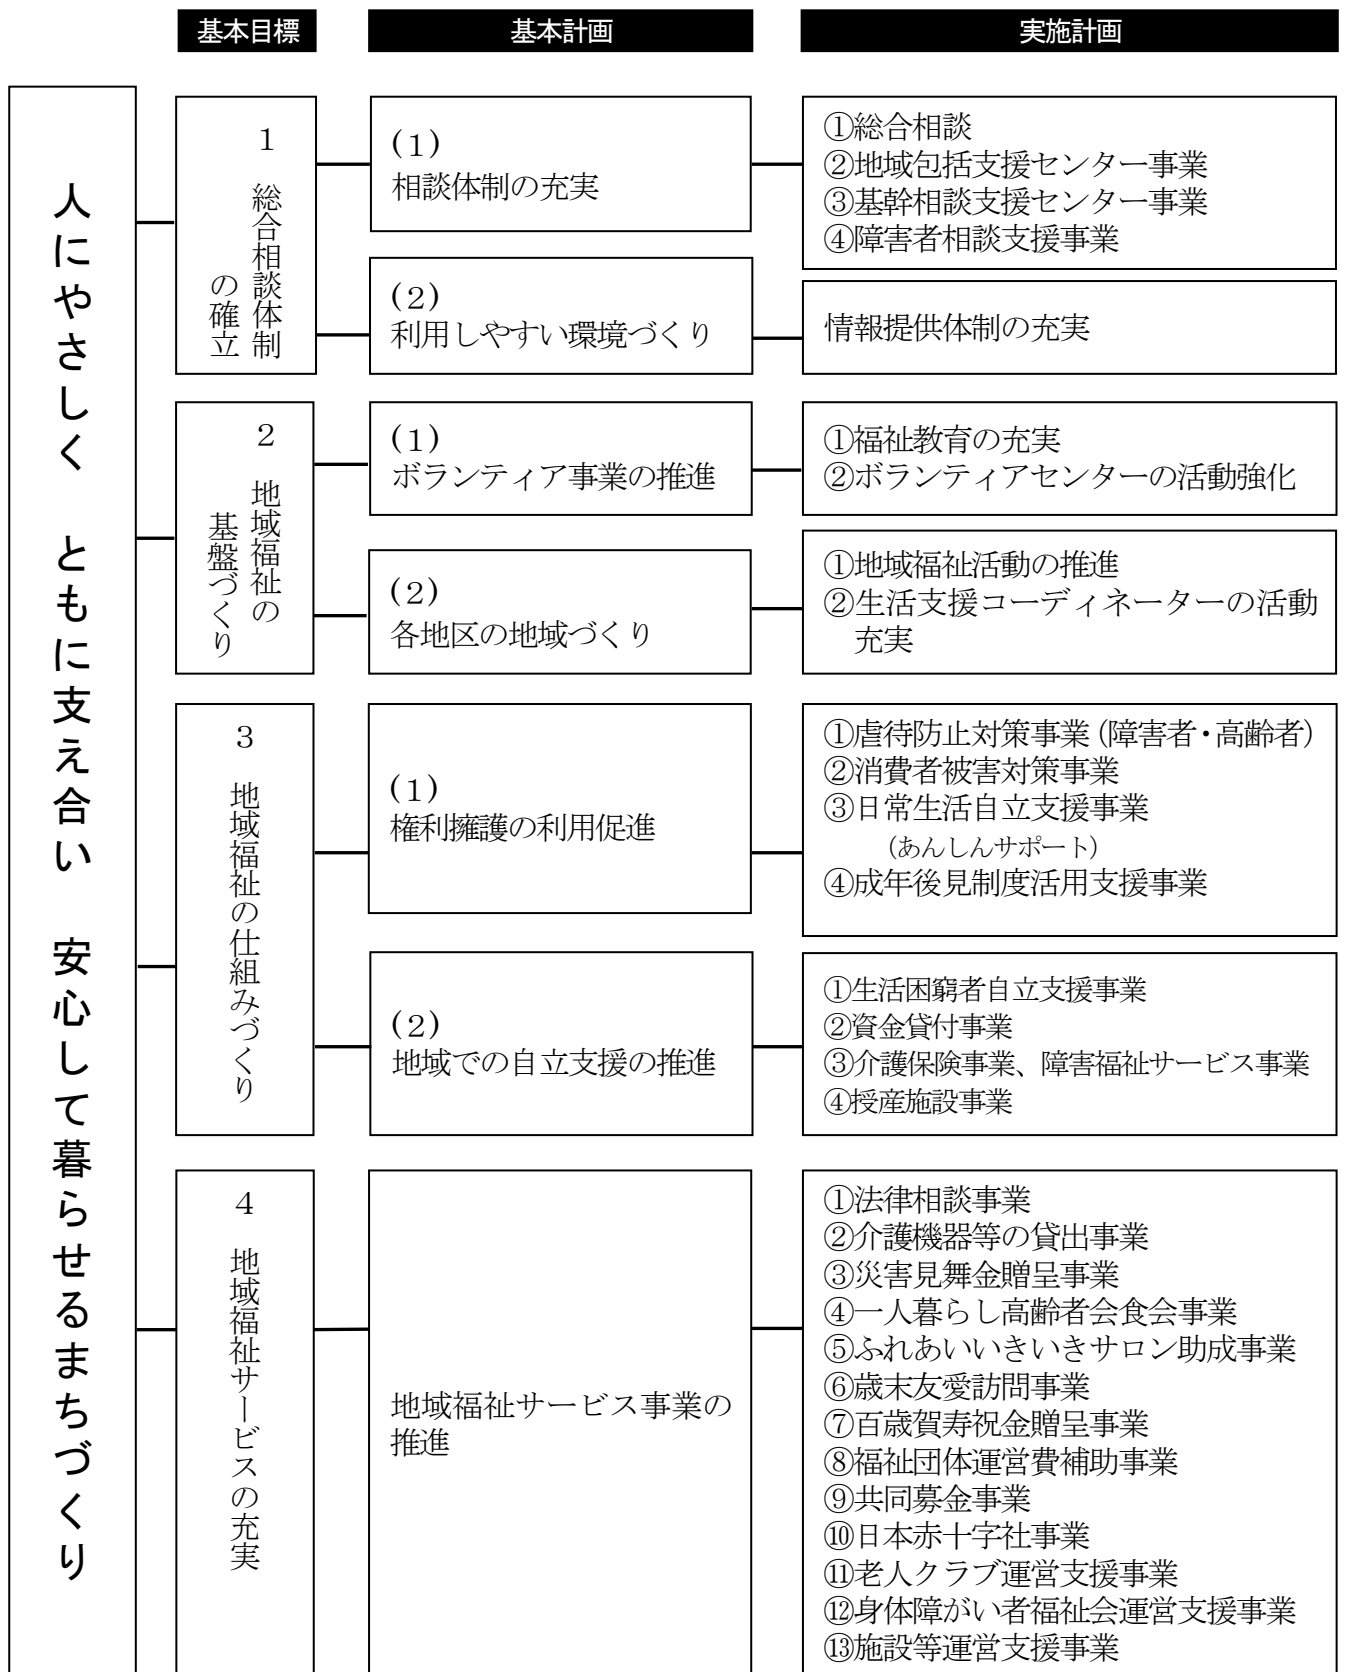 基本目標
基本計画
実施計画
人にやさしく　ともに支え合い　安心して暮らせるまちづくり
1　総合相談体制
の確立
(1)
相談体制の充実
①総合相談
②地域包括支援センター事業
③基幹相談支援センター事業
④障害者相談支援事業
(2)
利用しやすい環境づくり
情報提供体制の充実
2　地域福祉の
基盤づくり
(1)
ボランティア事業の推進
①福祉教育の充実
②ボランティアセンターの活動強化
(2)
各地区の地域づくり
①地域福祉活動の推進
②生活支援コーディネーターの活動
充実
3　地域福祉の仕組みづくり
(1)
権利擁護の利用促進
①虐待防止対策事業(障害者・高齢者)
②消費者被害対策事業
③日常生活自立支援事業
(あんしんサポート)
④成年後見制度活用支援事業
(2)
地域での自立支援の推進
①生活困窮者自立支援事業
②資金貸付事業
③介護保険事業、障害福祉サービス事業
④授産施設事業
4　地域福祉サービスの充実
地域福祉サービス事業の
推進
①法律相談事業
②介護機器等の貸出事業
③災害見舞金贈呈事業
④一人暮らし高齢者会食会事業
⑤ふれあいいきいきサロン助成事業
⑥歳末友愛訪問事業
⑦百歳賀寿祝金贈呈事業
⑧福祉団体運営費補助事業
⑨共同募金事業
⑩日本赤十字社事業
⑪老人クラブ運営支援事業
⑫身体障がい者福祉会運営支援事業
⑬施設等運営支援事業